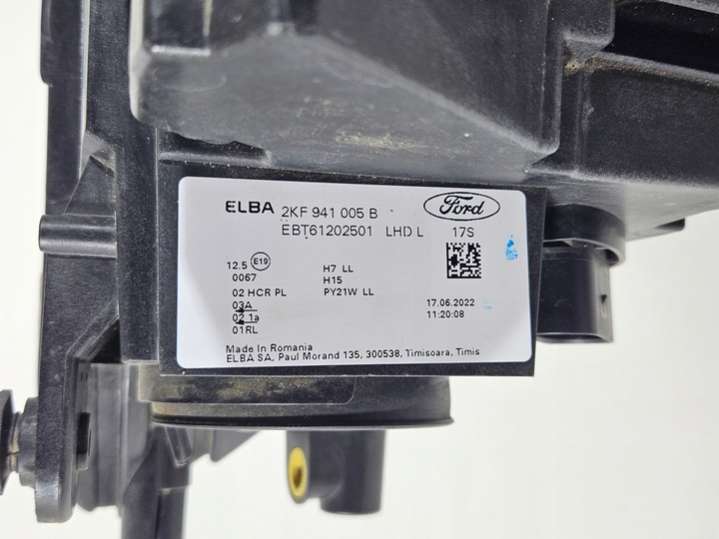 ELBA 2KF 941 005 B Ford
EBT61202501 LHD L 17S
12.5 E19 H7 LL
0067 H15
02 HCR PL PY21W LL
03A 17.06.2022
02 1a 11:20:08
01RL
Made In Romania
ELBA SA, Paul Morand 135, 300538, Timisoara, Timis